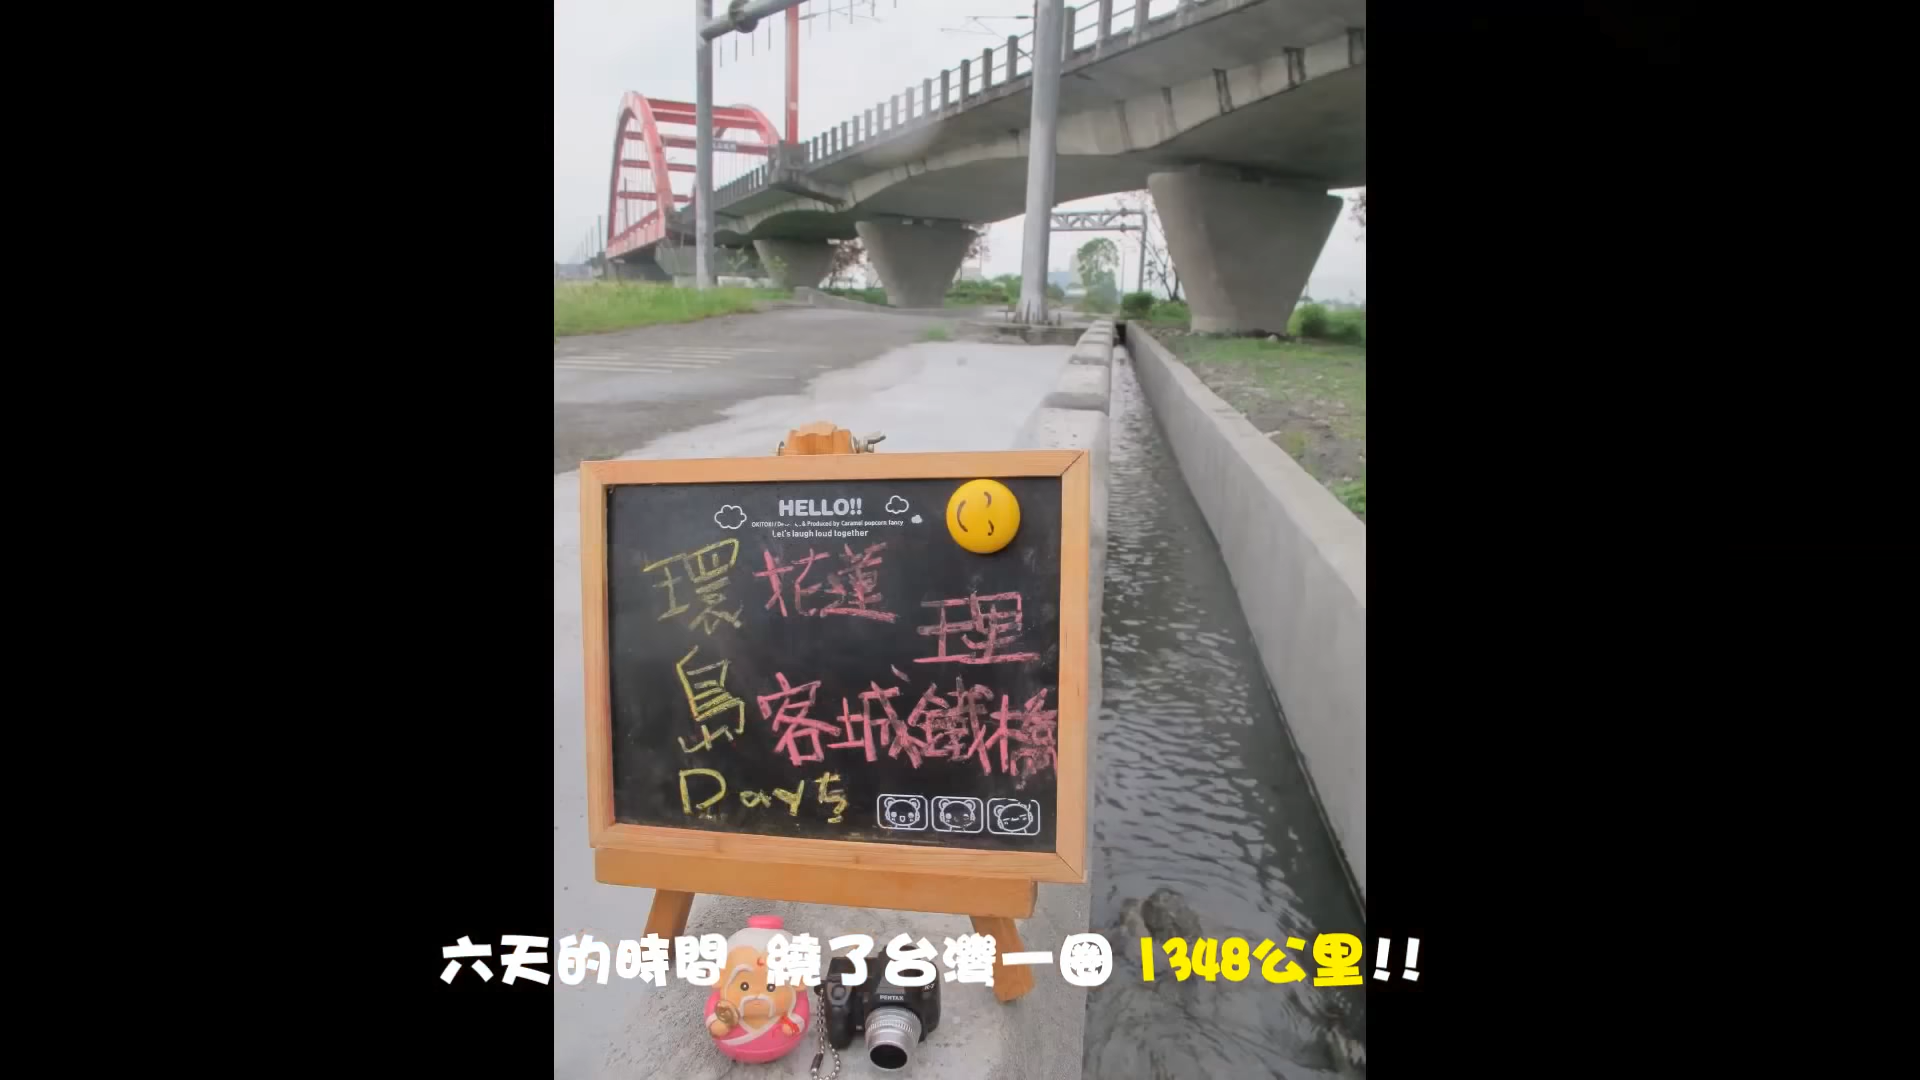 HELLO!!
Let's laugh loud together
環島
Day5
花蓮
玉里
客城鐵橋
PENTAX
六天的時間 繞了台灣一圈 1348公里!!